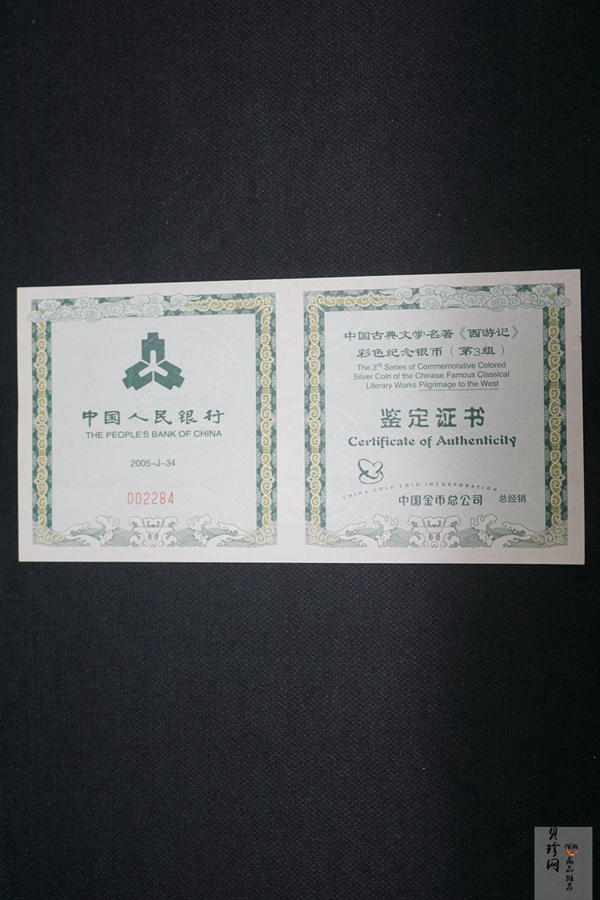 中国人民银行
THE PEOPLE'S BANK OF CHINA
2005-J-34
002284
中国古典文学名著《西游记》
彩色纪念银币（第3组）
The 3rd Series of Commemorative Colored
Silver Coin of the Chinese Famous Classical
Literary Works Pilgrimage to the West
鉴定证书
Certificate of Authenticity
CHINA GOLD COIN INCORPORATION
中国金币总公司 总经销
贝珍网
藏品推荐